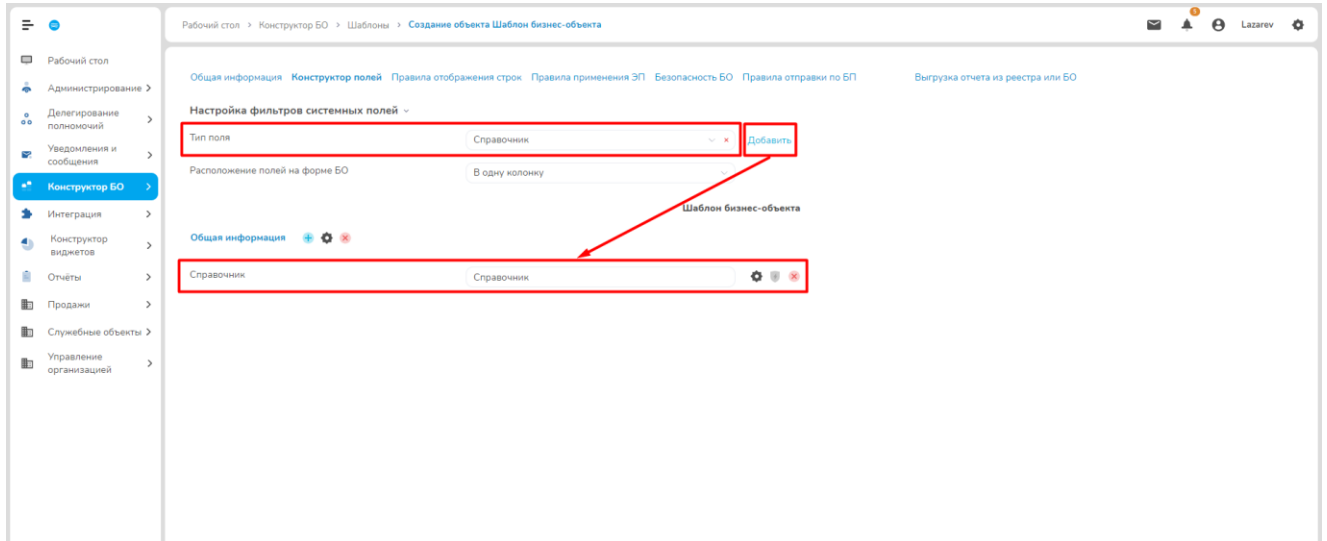 Рабочий стол > Конструктор БО > Шаблоны > Создание объекта Шаблон бизнес-объекта
1
Lazarev
Рабочий стол
Администрирование
Делегирование
полномочий
Уведомления и
сообщения
Конструктор БО
Интеграция
Конструктор
виджетов
Отчёты
Продажи
Служебные объекты
Управление
организацией
Общая информация Конструктор полей Правила отображения строк Правила применения ЭП Безопасность БО Правила отправки по БП Выгрузка отчета из реестра или БО
Настройка фильтров системных полей
Тип поля Справочник Добавить
Расположение полей на форме БО В одну колонку
Шаблон бизнес-объекта
Общая информация
Справочник Справочник